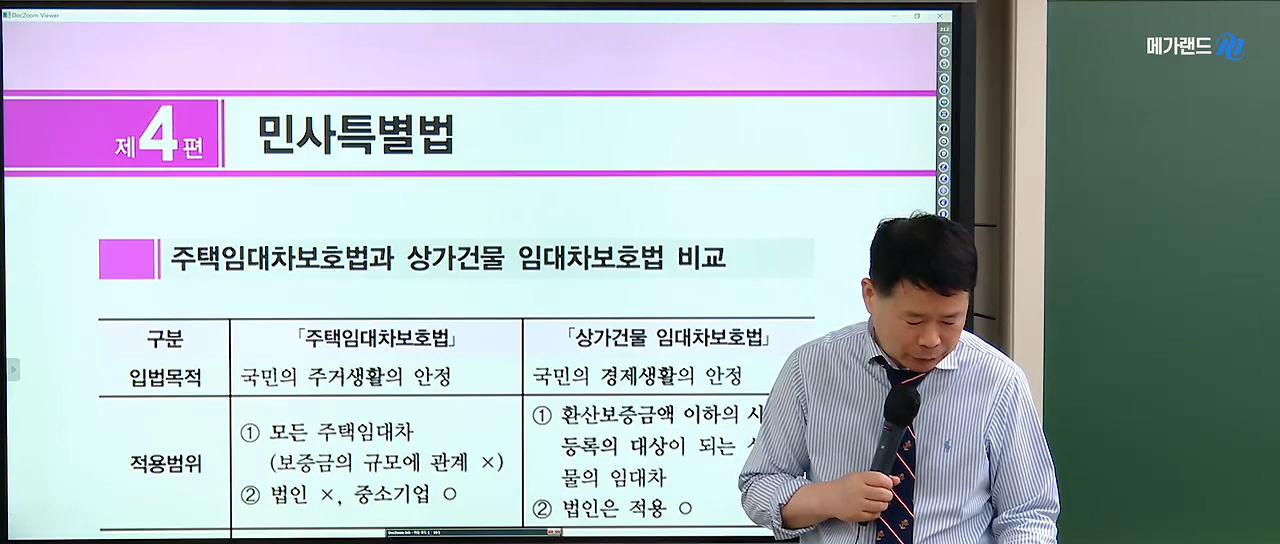 DocZoom Viewer
메가랜드
제4편 민사특별법
주택임대차보호법과 상가건물 임대차보호법 비교
구분 「주택임대차보호법」 「상가건물 임대차보호법」
입법목적 국민의 주거생활의 안정 국민의 경제생활의 안정
적용범위
① 모든 주택임대차
(보증금의 규모에 관계 ×)
② 법인 ×, 중소기업 ○
① 환산보증금액 이하의
등록의 대상이 되는
물의 임대차
② 법인은 적용 ○